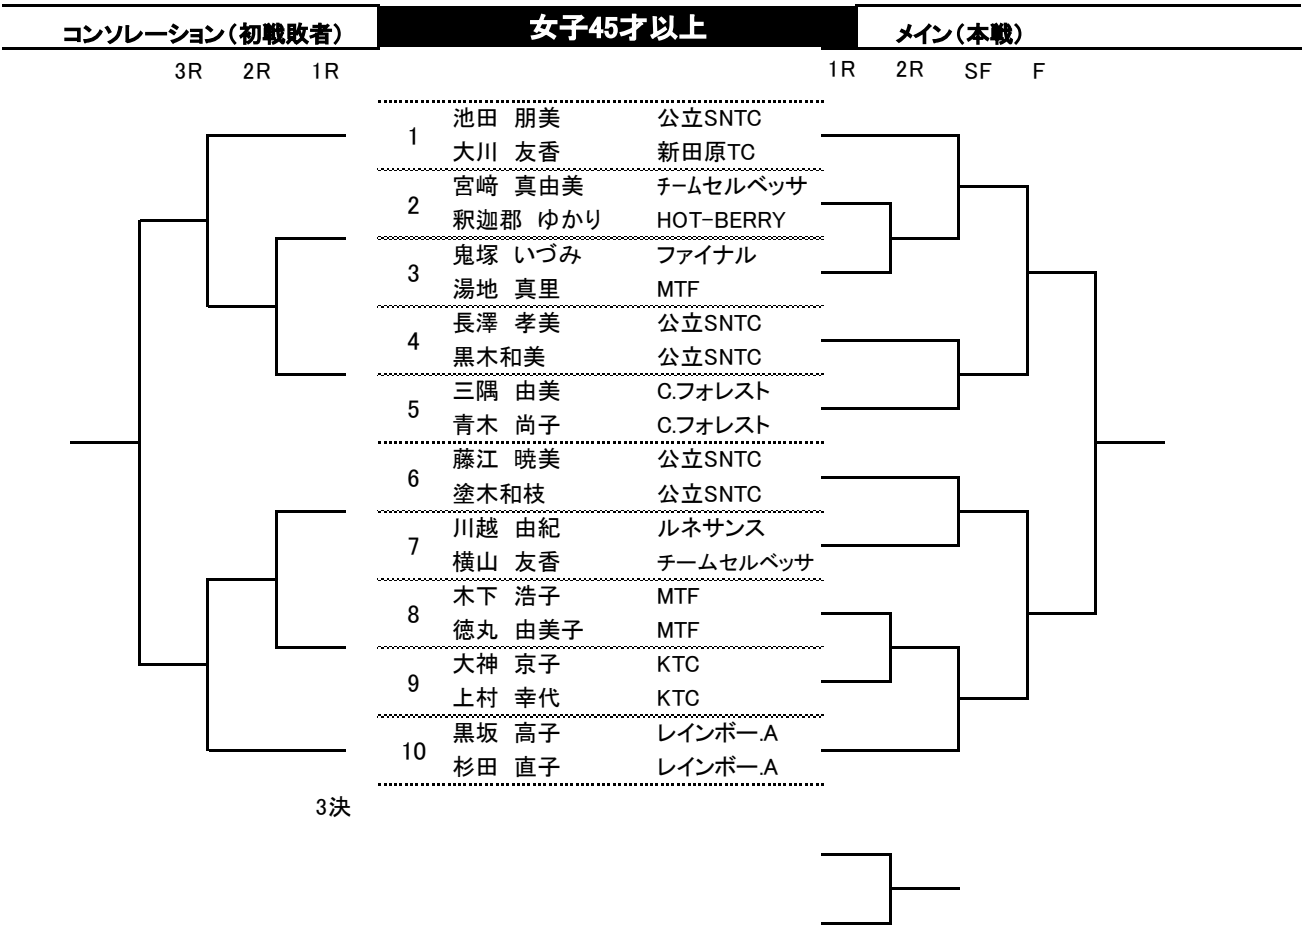 コンソレーション（初戦敗者）
女子45才以上
メイン（本戦）
3R 2R 1R
1R 2R SF F
1
池田 朋美 公立SNTC
大川 友香 新田原TC
2
宮﨑 真由美 ﾁｰﾑセルベッサ
釈迦郡 ゆかり HOT-BERRY
3
鬼塚 いづみ ファイナル
湯地 真里 MTF
4
長澤 孝美 公立SNTC
黒木和美 公立SNTC
5
三隅 由美 C.フォレスト
青木 尚子 C.フォレスト
6
藤江 暁美 公立SNTC
塗木和枝 公立SNTC
7
川越 由紀 ルネサンス
横山 友香 チームセルベッサ
8
木下 浩子 MTF
徳丸 由美子 MTF
9
大神 京子 KTC
上村 幸代 KTC
10
黒坂 高子 レインボー.A
杉田 直子 レインボー.A
3決